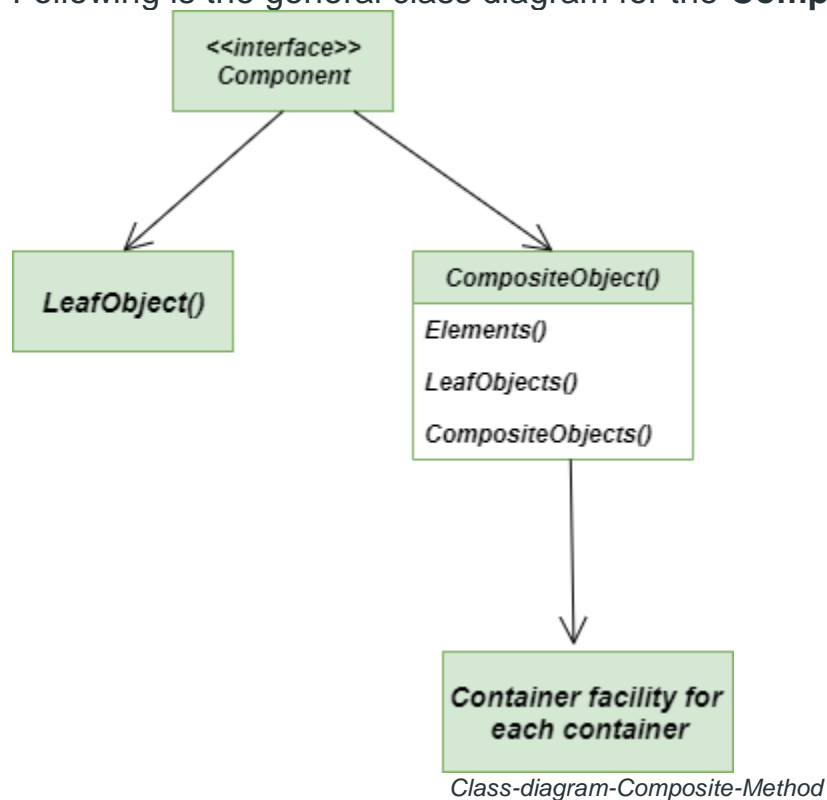 Following is the general class diagram for the
<<interface>>
Component
LeafObject()
CompositeObject()
Elements()
LeafObjects()
CompositeObjects()
Container facility for
each container
Class-diagram-Composite-Method